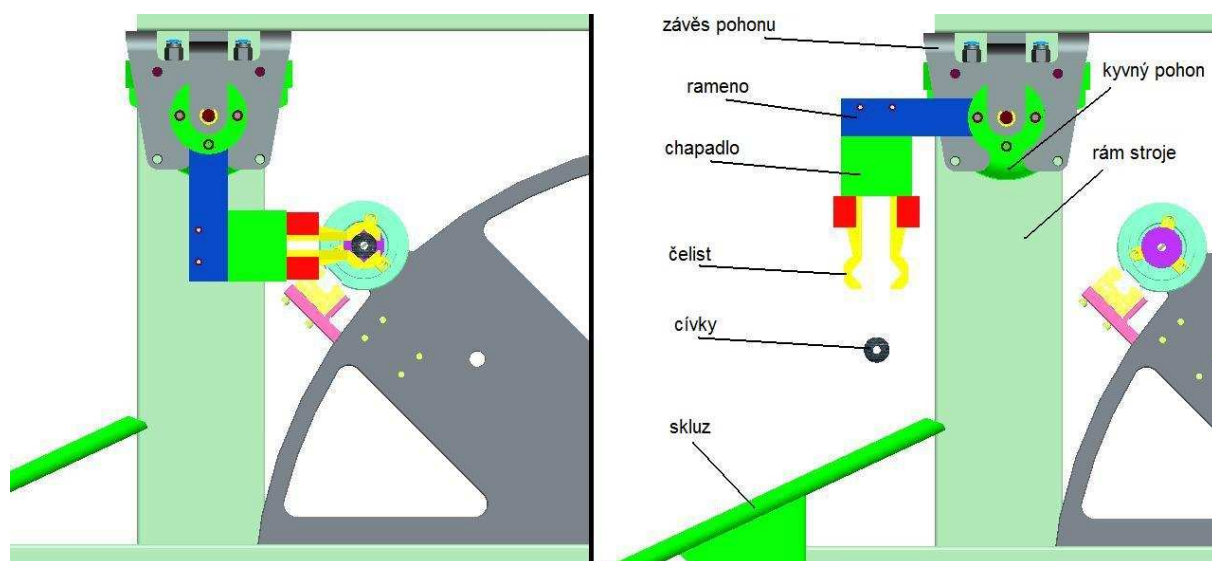 závěs pohonu
kyvný pohon
rameno
chapadlo
rám stroje
čelist
cívky
skluz